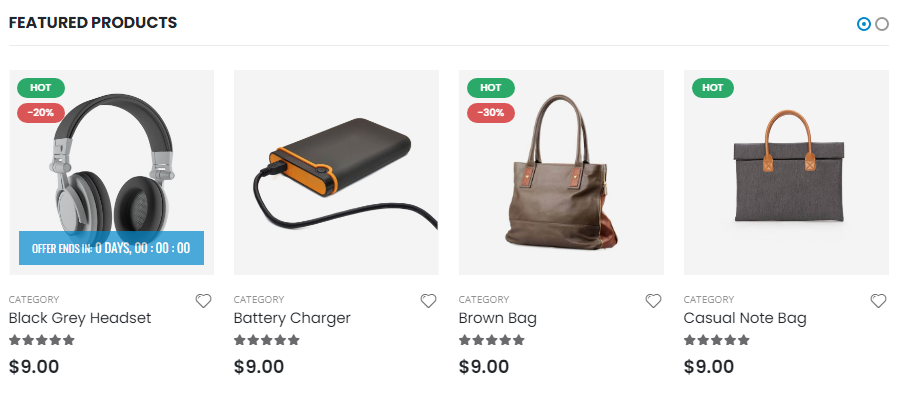 FEATURED PRODUCTS
HOT
-20%
OFFER ENDS IN: 0 DAYS, 00 : 00 : 00
CATEGORY
Black Grey Headset
$9.00
CATEGORY
Battery Charger
$9.00
HOT
-30%
CATEGORY
Brown Bag
$9.00
HOT
CATEGORY
Casual Note Bag
$9.00